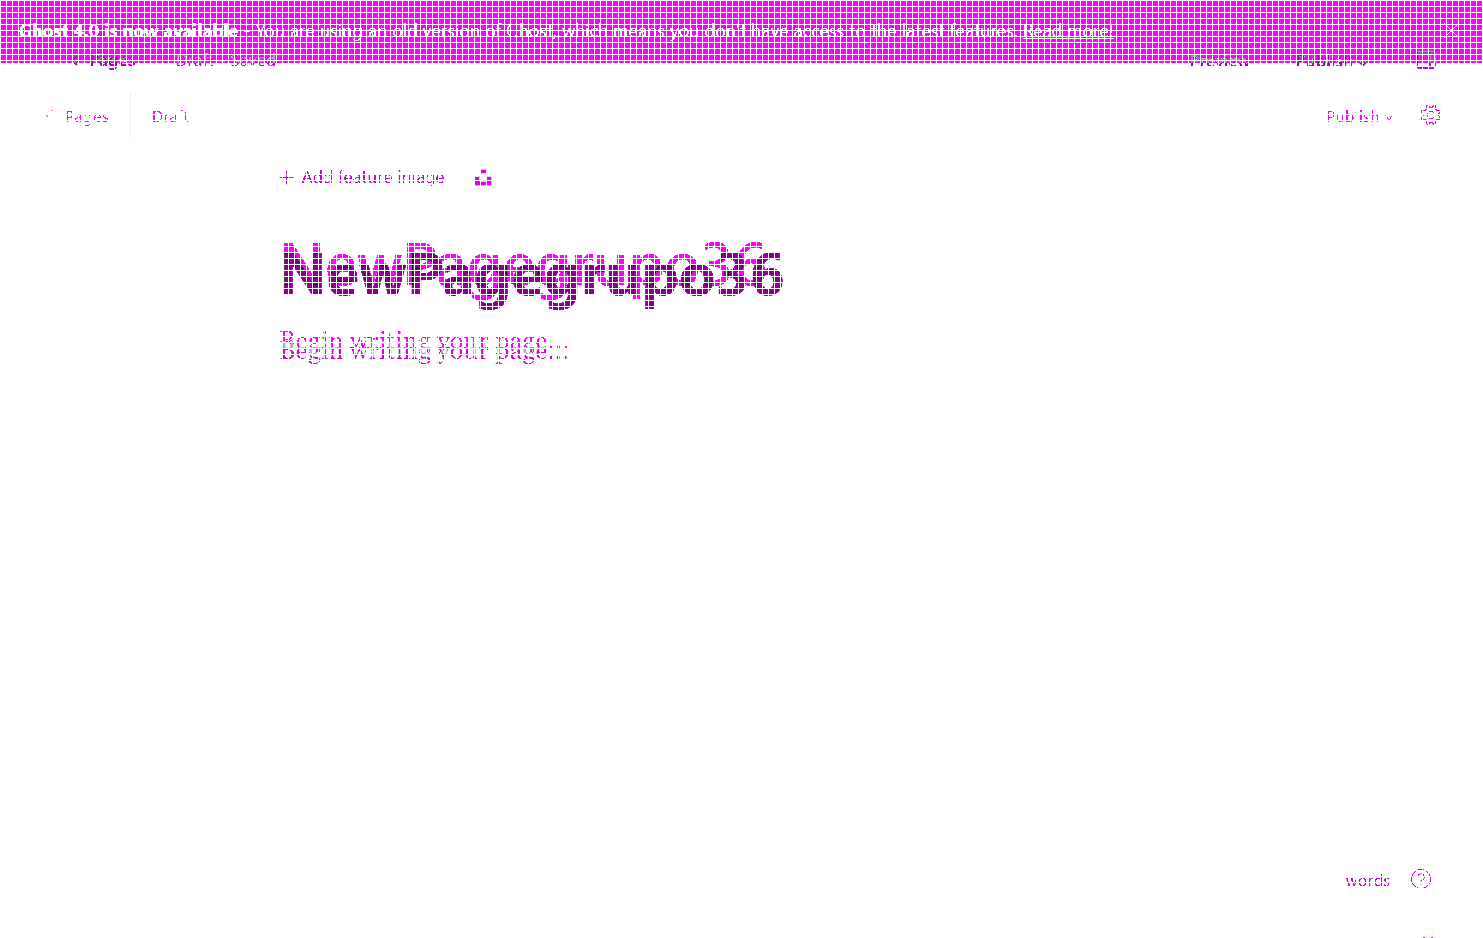 Ghost 4.0 is now available - You are using an old version of Ghost, which means you don't have access to the latest features. Read more!
Pages Draft - Saved Preview Publish
Pages Draft Publish
+ Add feature image
NewPagegrupo36
Begin writing your page...
words ?